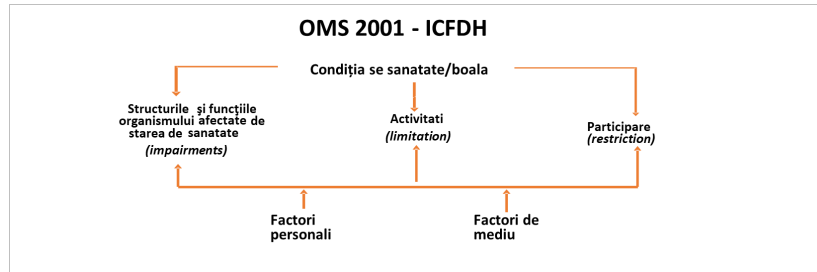 OMS 2001 - ICFDH
Condiția se sanatate/boala
Structurile și funcțiile
organismului afectate de
starea de sanatate
(impairments)
Activitati
(limitation)
Participare
(restriction)
Factori
personali
Factori de
mediu